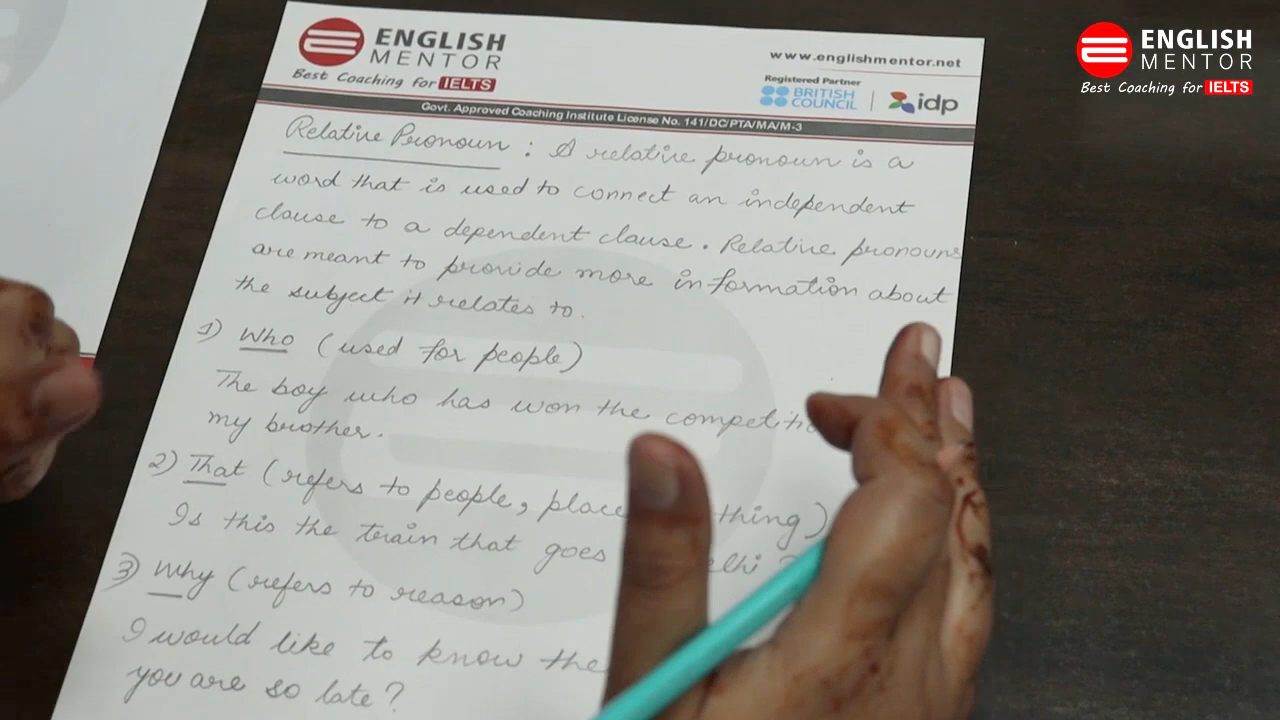 ENGLISH
MENTOR
Best Coaching for IELTS
www.englishmentor.net
Registered Partner
BRITISH
COUNCIL
idp
Govt. Approved Coaching Institute License No. 141/DC/PTA/MA/M-3
Relative Pronoun : A relative pronoun is a
word that is used to connect an independent
clause to a dependent clause. Relative pronouns
are meant to provide more information about
the subject it relates to.
1) Who (used for people)
The boy who has won the
my brother.
2) That (refers to people, thing)
Is this the train that goes
3) Why (refers to reason)
I would like to know the
you are so late?
ENGLISH
MENTOR
Best Coaching for IELTS